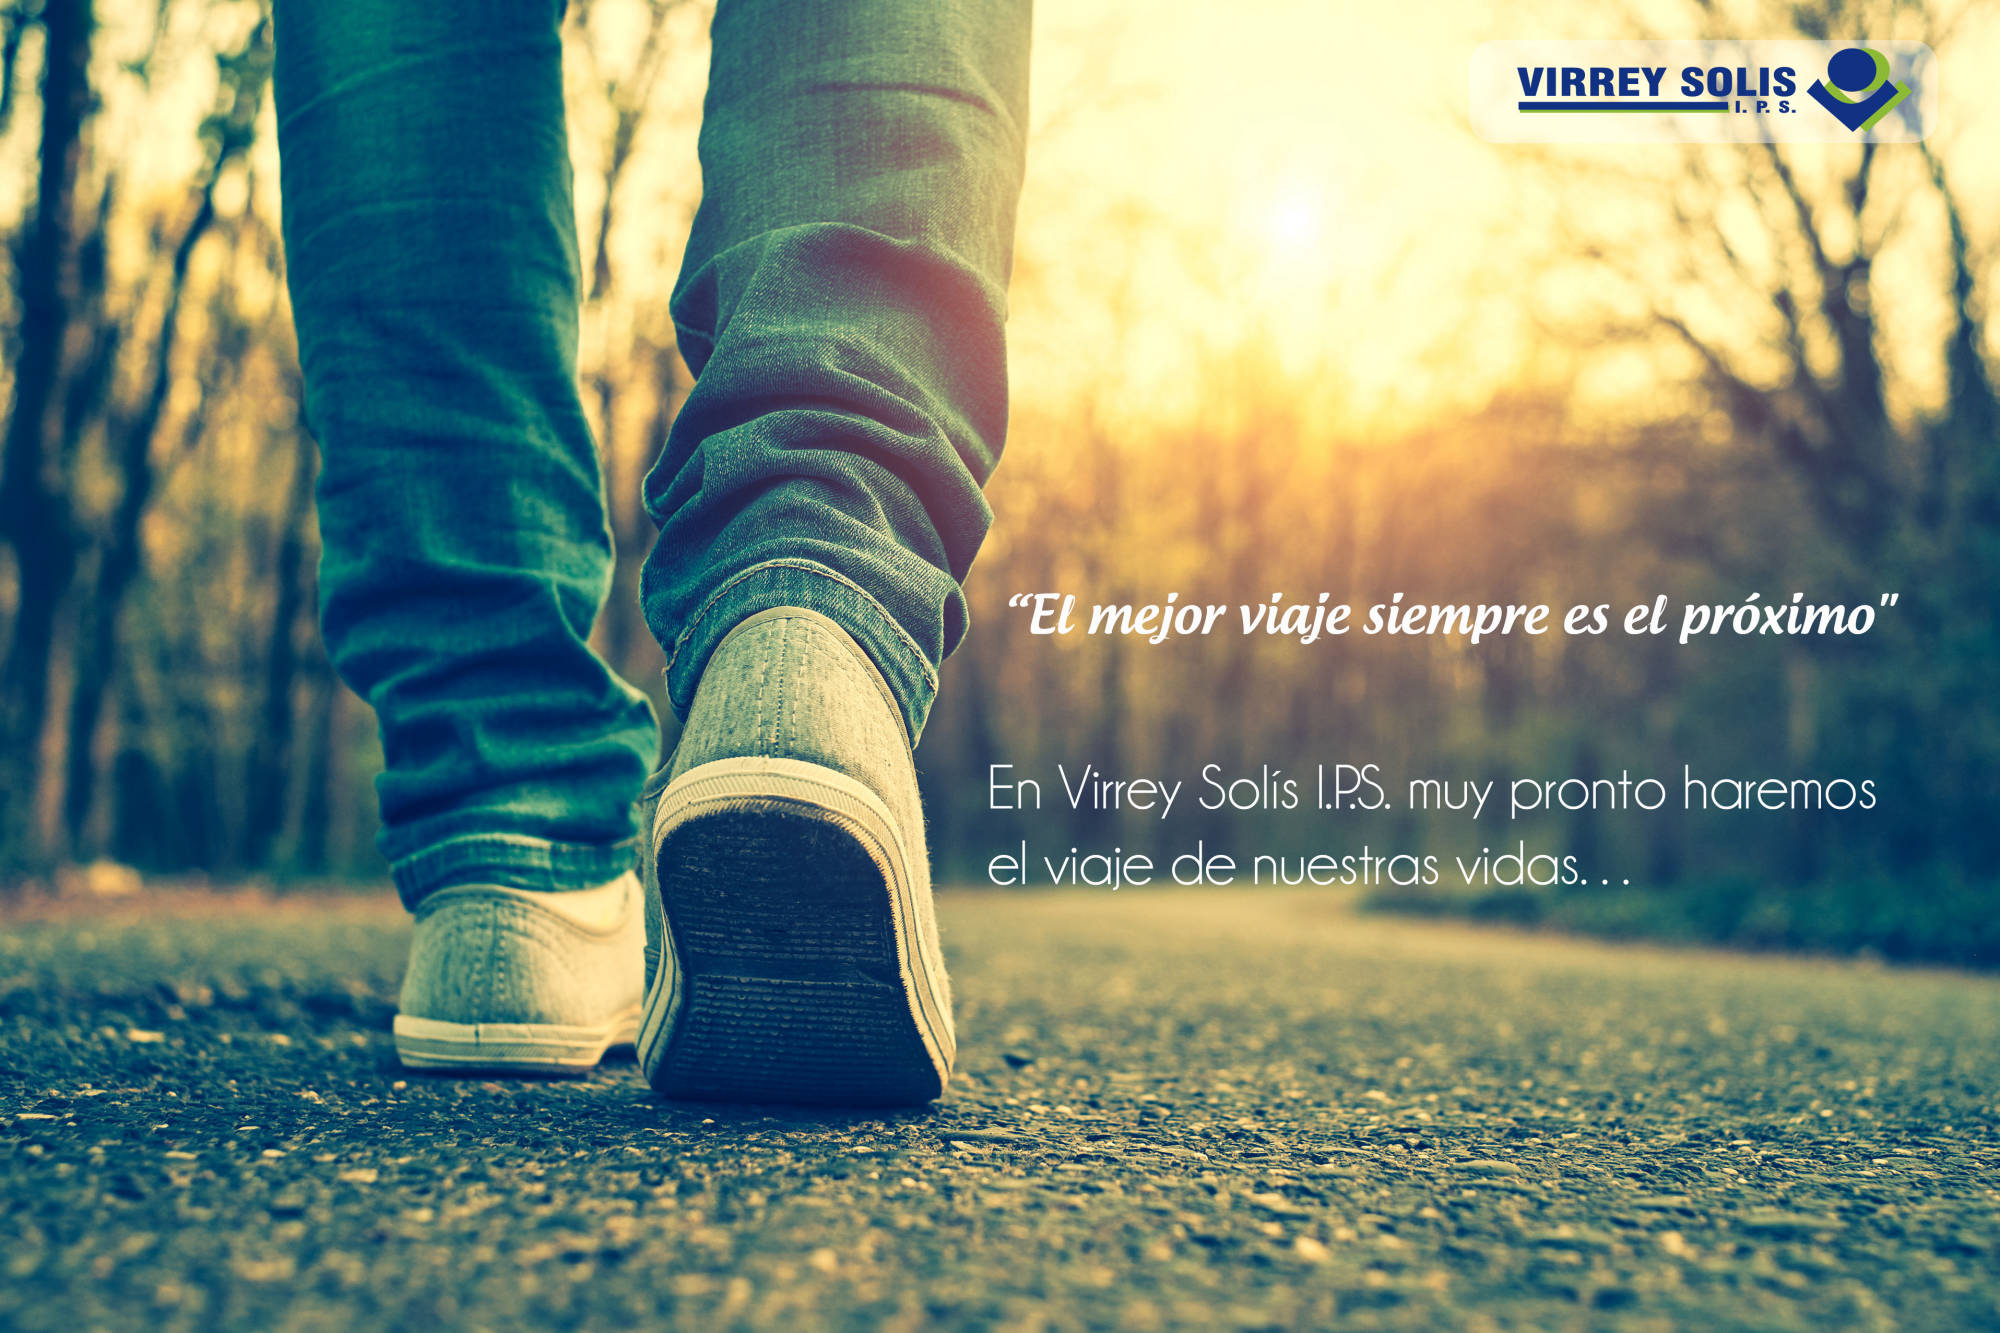 VIRREY SOLIS
I. P. S.
“El mejor viaje siempre es el próximo"
En Virrey Solís I.P.S. muy pronto haremos
el viaje de nuestras vidas...